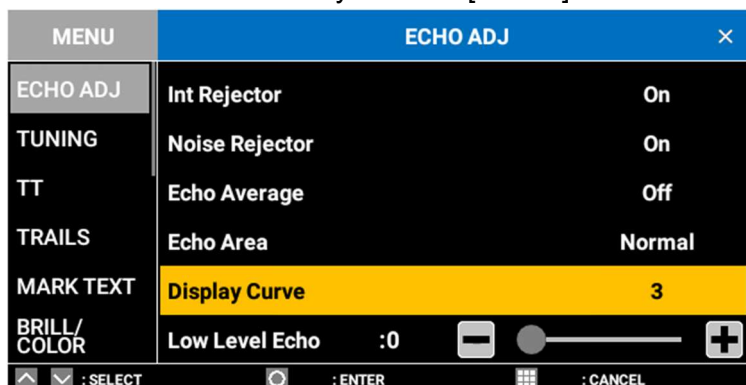 MENU
ECHO ADJ ×
ECHO ADJ
Int Rejector On
TUNING
Noise Rejector On
TT
Echo Average Off
TRAILS
Echo Area Normal
MARK TEXT
Display Curve 3
BRILL/
COLOR
Low Level Echo :0
: SELECT : ENTER : CANCEL